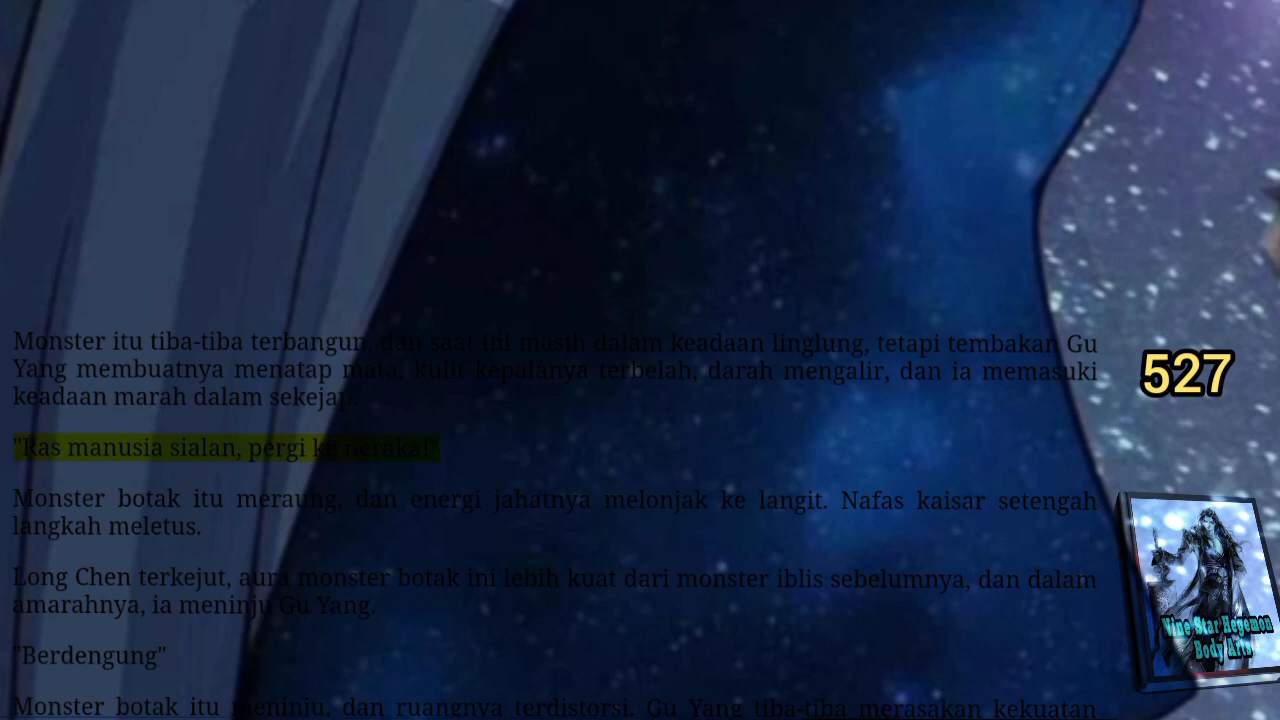 Monster itu tiba-tiba terbangun, dan saat ini masih dalam keadaan linglung, tetapi tembakan Gu
Yang membuatnya menatap mata, kulit kepalanya terbelah, darah mengalir, dan ia memasuki
keadaan marah dalam sekejap.
"Ras manusia sialan, pergi ke neraka!"
Monster botak itu meraung, dan energi jahatnya melonjak ke langit. Nafas kaisar setengah
langkah meletus.
Long Chen terkejut, aura monster botak ini lebih kuat dari monster iblis sebelumnya, dan dalam
amarahnya, ia meninju Gu Yang.
"Berdengung"
Monster botak itu meninju, dan ruangnya terdistorsi. Gu Yang tiba-tiba merasakan kekuatan
527
Nine Star Hegemon
Body Arts